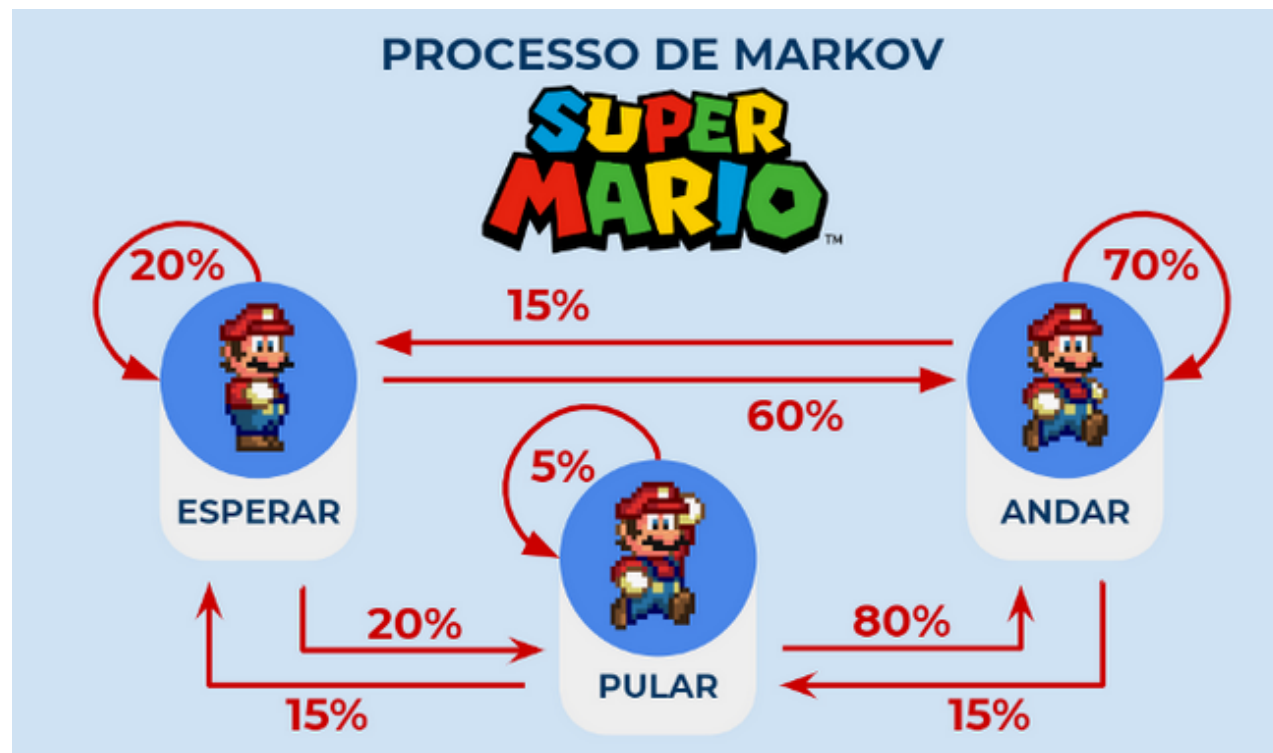 PROCESSO DE MARKOV
SUPER
MARIO
TM
20%
70%
15%
60%
5%
ESPERAR
ANDAR
20%
80%
PULAR
15%
15%